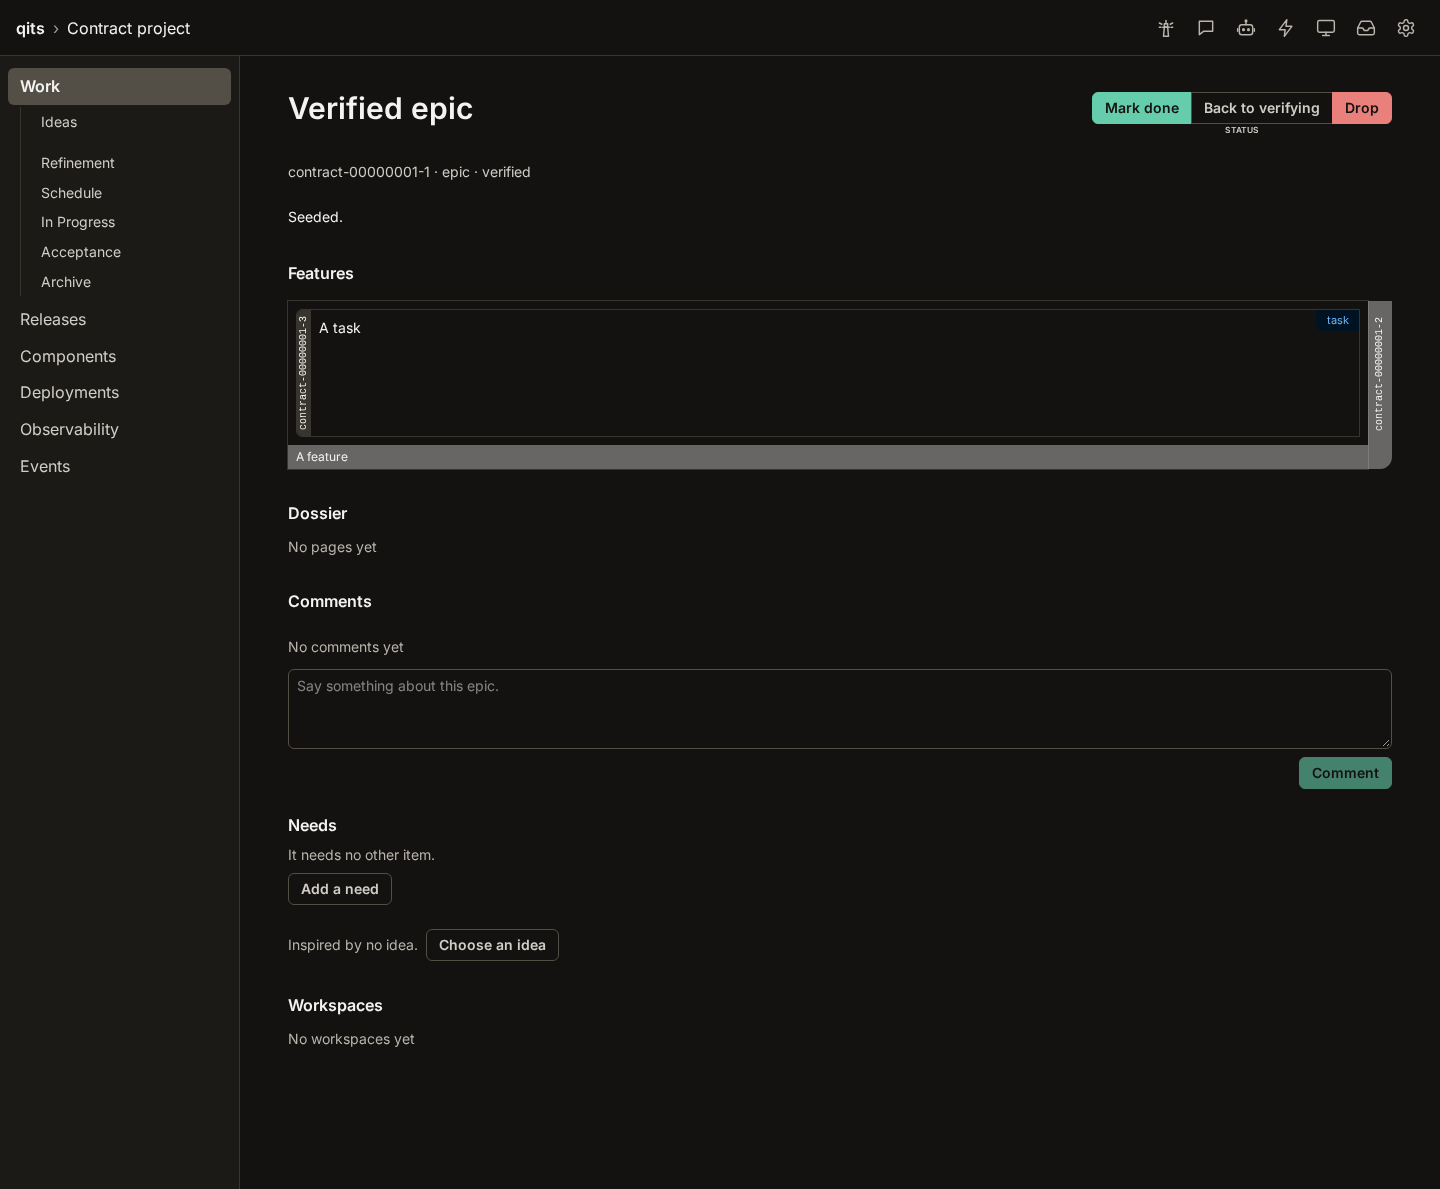 qits › Contract project
Work
Ideas
Refinement
Schedule
In Progress
Acceptance
Archive
Releases
Components
Deployments
Observability
Events
Verified epic
Mark done
Back to verifying
Drop
STATUS
contract-00000001-1 · epic · verified
Seeded.
Features
contract-00000001-3
A task
task
contract-00000001-2
A feature
Dossier
No pages yet
Comments
No comments yet
Say something about this epic.
Comment
Needs
It needs no other item.
Add a need
Inspired by no idea. Choose an idea
Workspaces
No workspaces yet